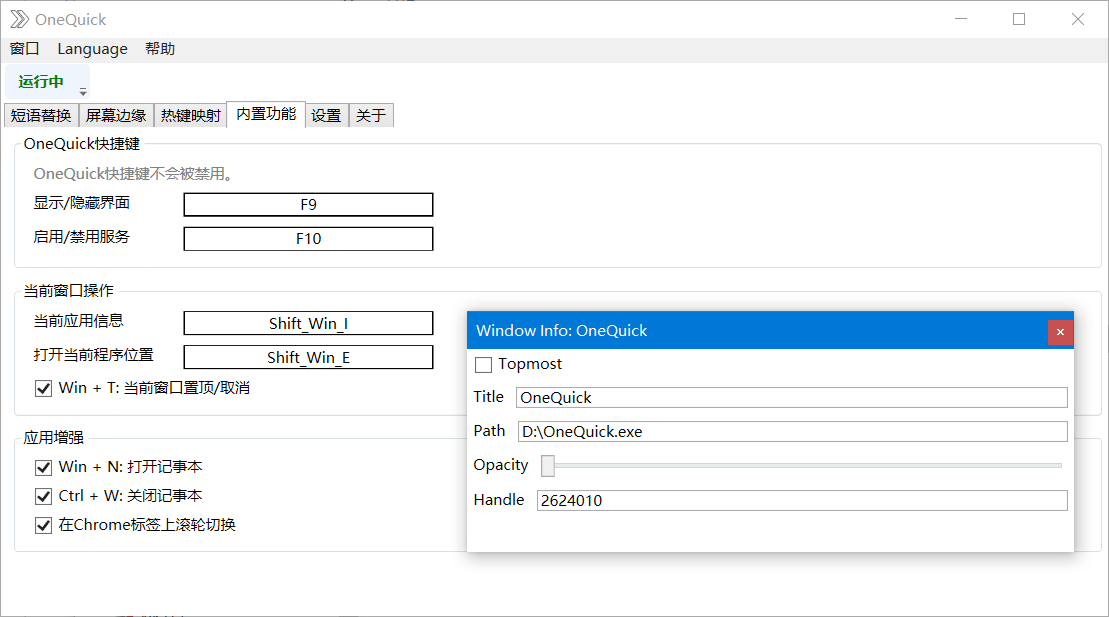 OneQuick
窗口 Language 帮助
运行中
短语替换 屏幕边缘 热键映射 内置功能 设置 关于
OneQuick快捷键
OneQuick快捷键不会被禁用。
显示/隐藏界面 F9
启用/禁用服务 F10
当前窗口操作
当前应用信息 Shift_Win_I
打开当前程序位置 Shift_Win_E
Win + T: 当前窗口置顶/取消
应用增强
Win + N: 打开记事本
Ctrl + W: 关闭记事本
在Chrome标签上滚轮切换
Window Info: OneQuick
Topmost
Title OneQuick
Path D:\OneQuick.exe
Opacity
Handle 2624010